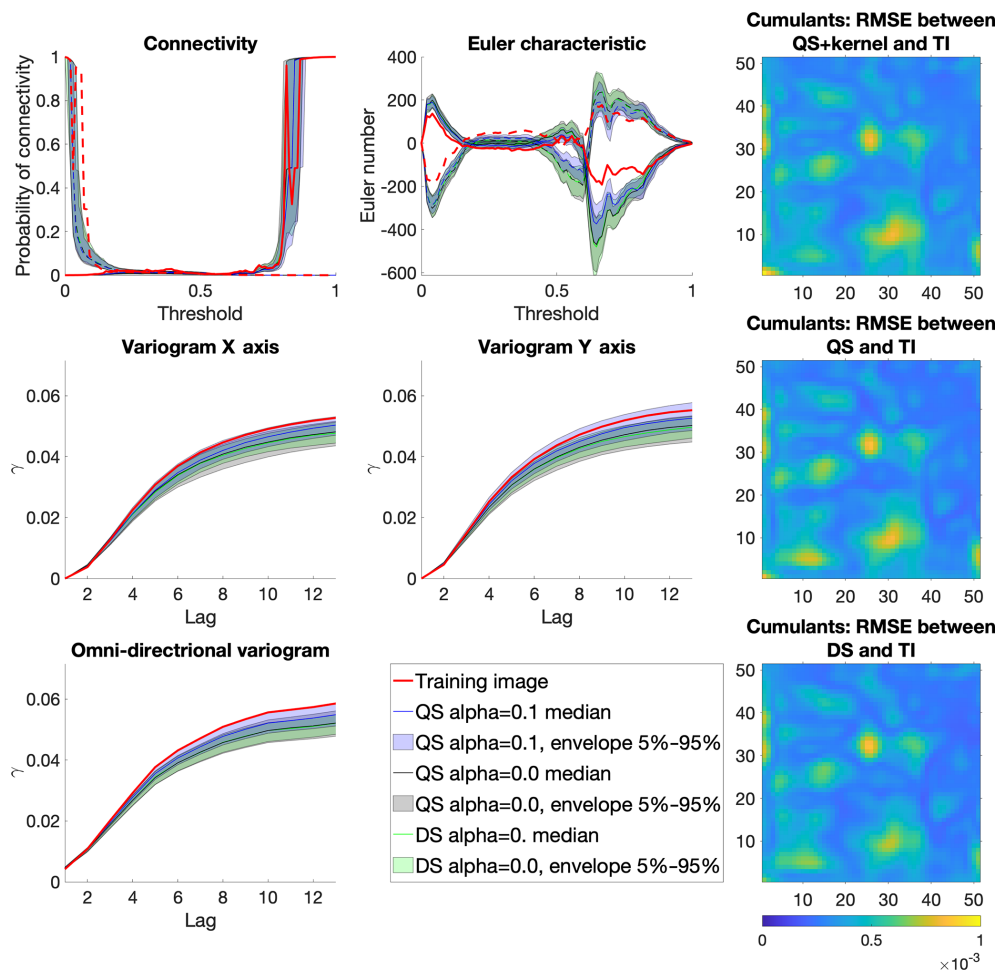 Connectivity
Probability of connectivity
1
0.8
0.6
0.4
0.2
0
0
0.5
1
Threshold
Euler characteristic
Euler number
400
200
0
-200
-400
-600
0
0.5
1
Threshold
Cumulants: RMSE between
QS+kernel and TI
50
40
30
20
10
10
20
30
40
50
Variogram X axis
γ
0.06
0.04
0.02
0
2
4
6
8
10
12
Lag
Variogram Y axis
γ
0.06
0.04
0.02
0
2
4
6
8
10
12
Lag
Cumulants: RMSE between
QS and TI
50
40
30
20
10
10
20
30
40
50
Omni-directrional variogram
γ
0.06
0.04
0.02
0
2
4
6
8
10
12
Lag
Training image
QS alpha=0.1 median
QS alpha=0.1, envelope 5%-95%
QS alpha=0.0 median
QS alpha=0.0, envelope 5%-95%
DS alpha=0. median
DS alpha=0.0, envelope 5%-95%
Cumulants: RMSE between
DS and TI
50
40
30
20
10
10
20
30
40
50
0
0.5
1
×10⁻³